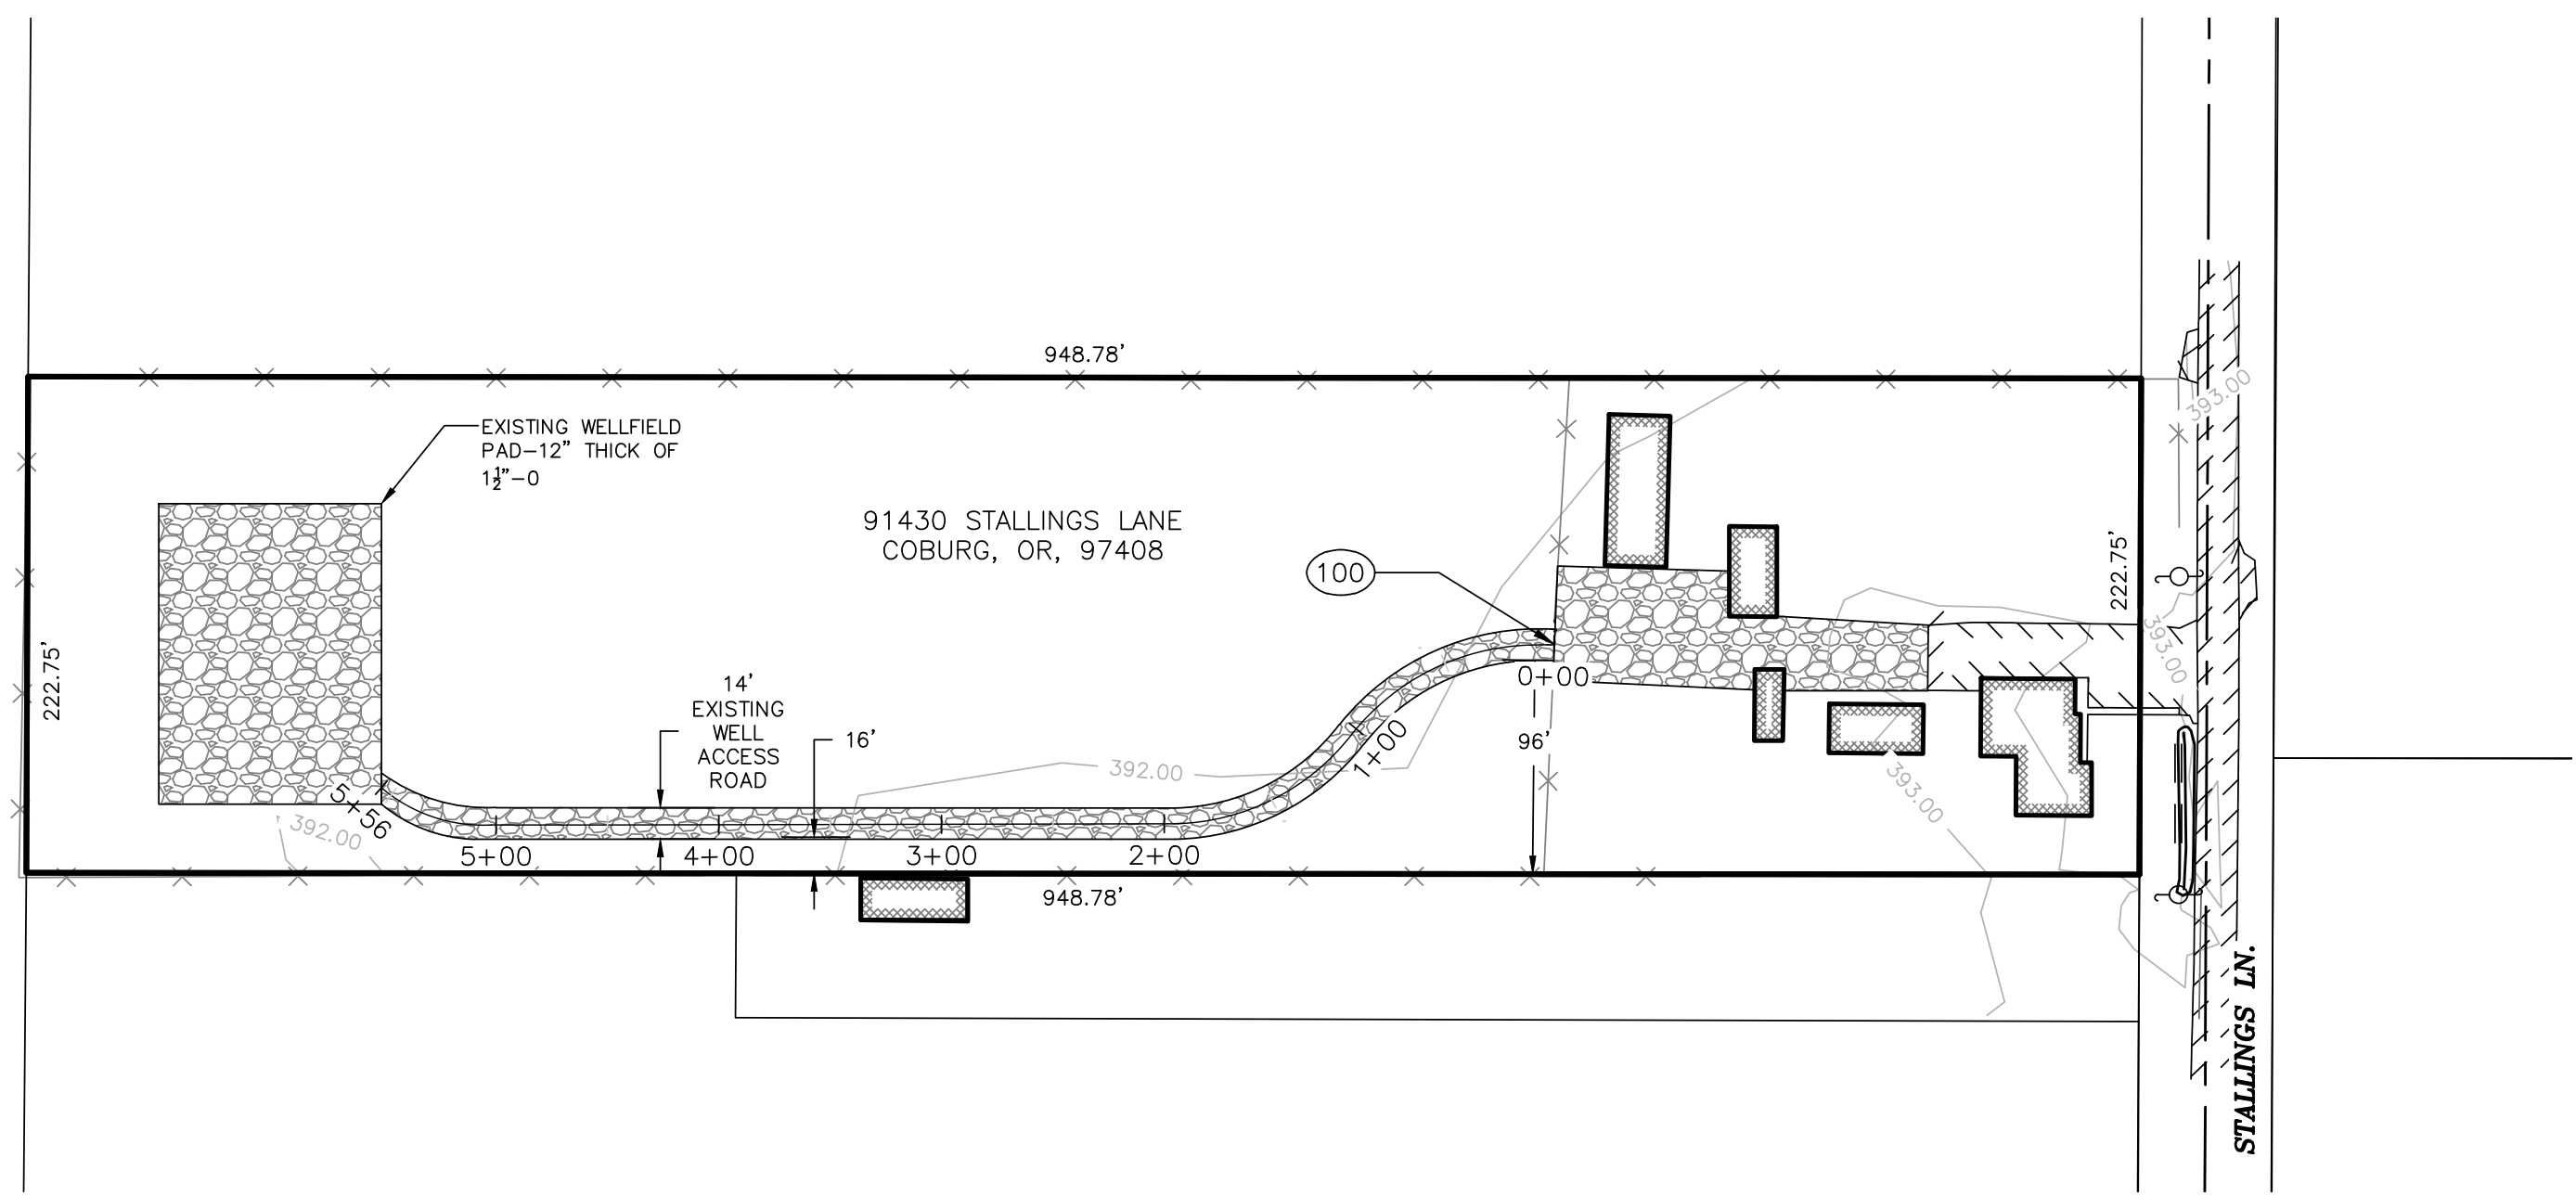 948.78'
393.00
EXISTING WELLFIELD
PAD-12" THICK OF
1½"-0
91430 STALLINGS LANE
COBURG, OR, 97408
222.75'
100
393.00
222.75'
0+00
14'
EXISTING
WELL
ACCESS
ROAD
16'
96'
1+00
392.00
393.00
5+56
392.00
5+00
4+00
3+00
2+00
948.78'
STALLINGS LN.